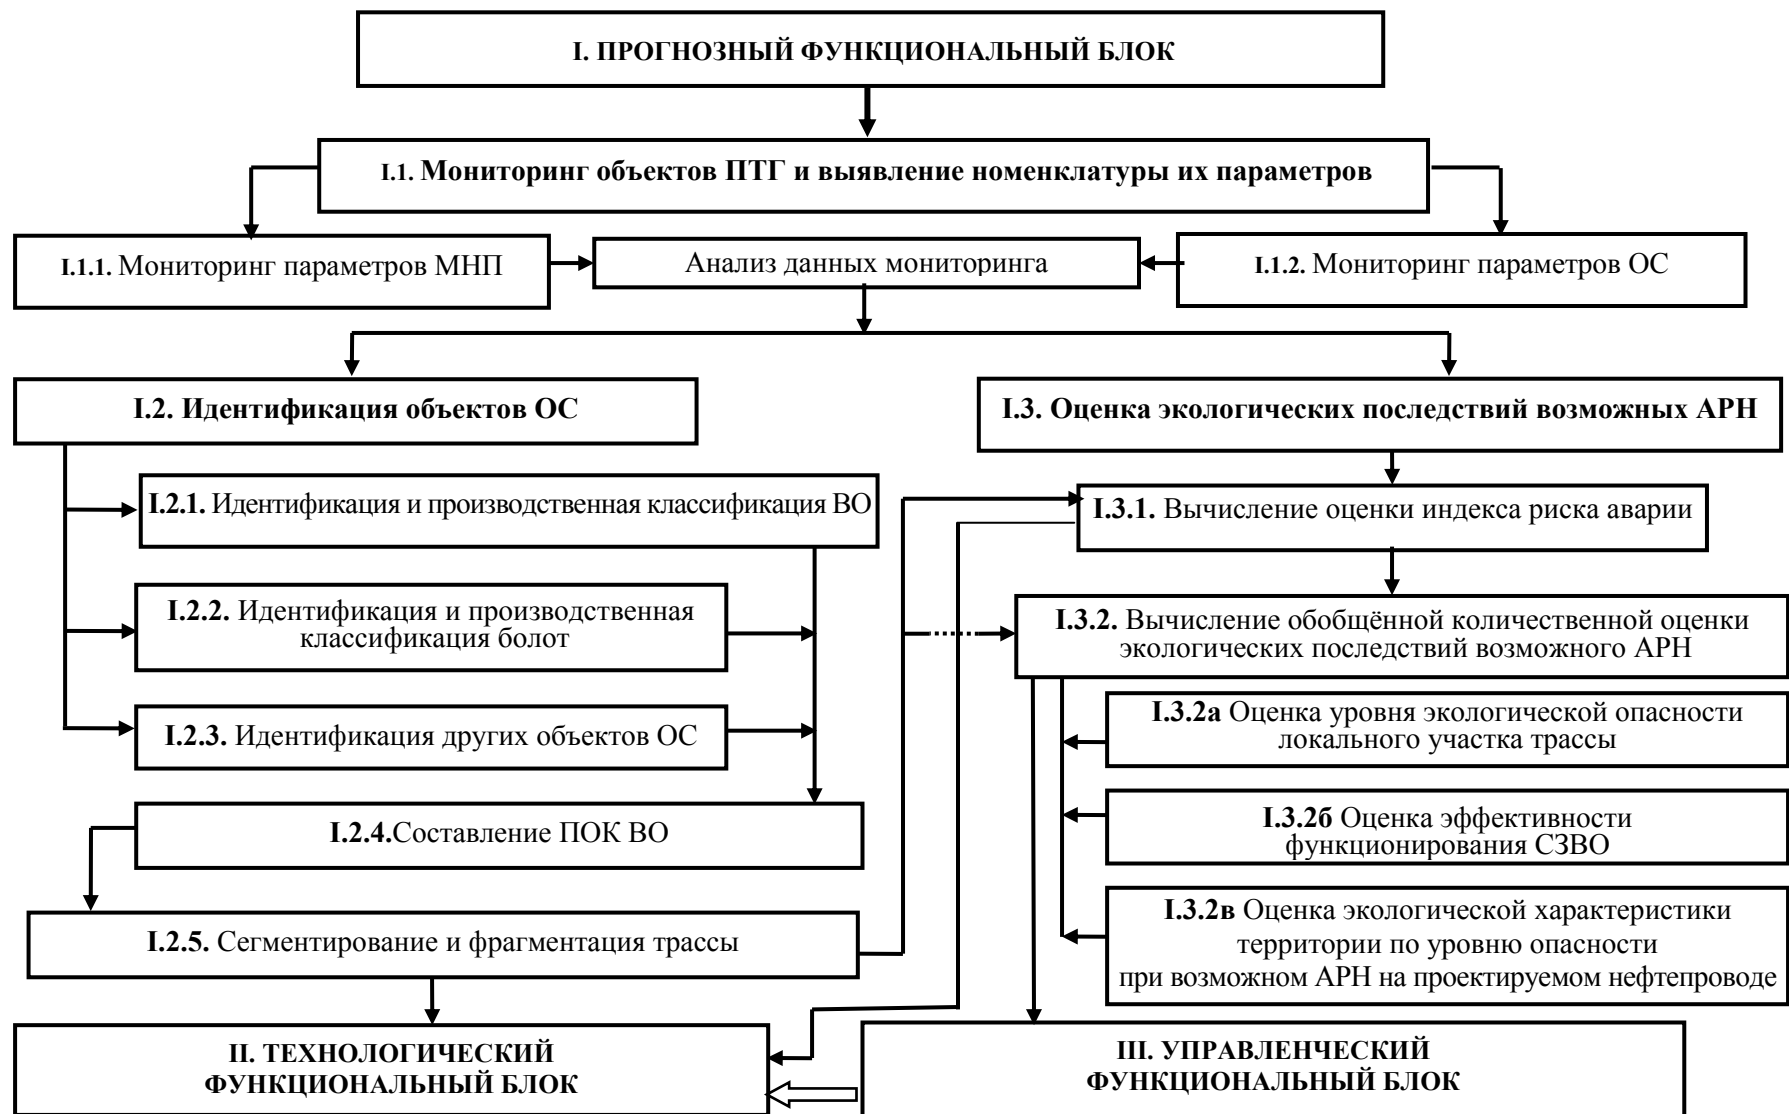 I. ПРОГНОЗНЫЙ ФУНКЦИОНАЛЬНЫЙ БЛОК
I.1. Мониторинг объектов ПТГ и выявление номенклатуры их параметров
I.1.1. Мониторинг параметров МНП
Анализ данных мониторинга
I.1.2. Мониторинг параметров ОС
I.2. Идентификация объектов ОС
I.3. Оценка экологических последствий возможных АРН
I.2.1. Идентификация и производственная классификация ВО
I.3.1. Вычисление оценки индекса риска аварии
I.2.2. Идентификация и производственная
классификация болот
I.3.2. Вычисление обобщённой количественной оценки
экологических последствий возможного АРН
I.2.3. Идентификация других объектов ОС
I.3.2а Оценка уровня экологической опасности
локального участка трассы
I.2.4.Составление ПОК ВО
I.3.2б Оценка эффективности
функционирования СЗВО
I.2.5. Сегментирование и фрагментация трассы
I.3.2в Оценка экологической характеристики
территории по уровню опасности
при возможном АРН на проектируемом нефтепроводе
II. ТЕХНОЛОГИЧЕСКИЙ
ФУНКЦИОНАЛЬНЫЙ БЛОК
III. УПРАВЛЕНЧЕСКИЙ
ФУНКЦИОНАЛЬНЫЙ БЛОК